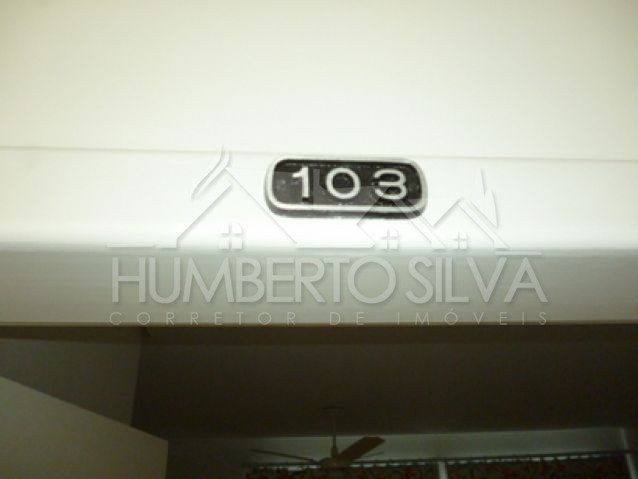 103
HUMBERTO SILVA
CORRETOR DE IMÓVEIS